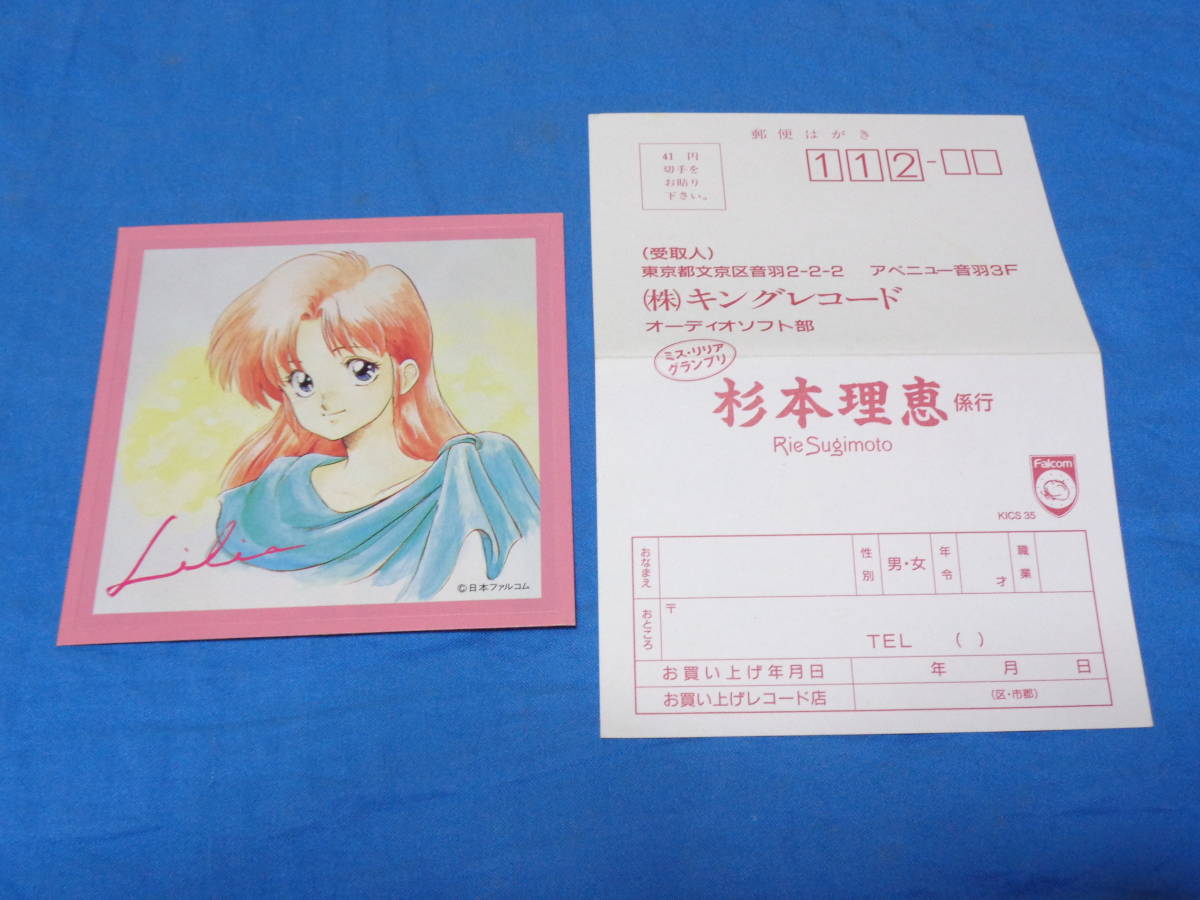 Lilia
©日本ファルコム
郵便はがき
41 円
切手を
お貼り
下さい。
112-
(受取人)
東京都文京区音羽2-2-2 アベニュー音羽3F
(株)キングレコード
オーディオソフト部
ミス・リリア
グランプリ
杉本理恵係行
Rie Sugimoto
Falcom
KICS 35
おなまえ
性別
男・女
年令
才
職業
おところ
〒
TEL ( )
お買い上げ年月日 年 月 日
お買い上げレコード店 (区・市郡)